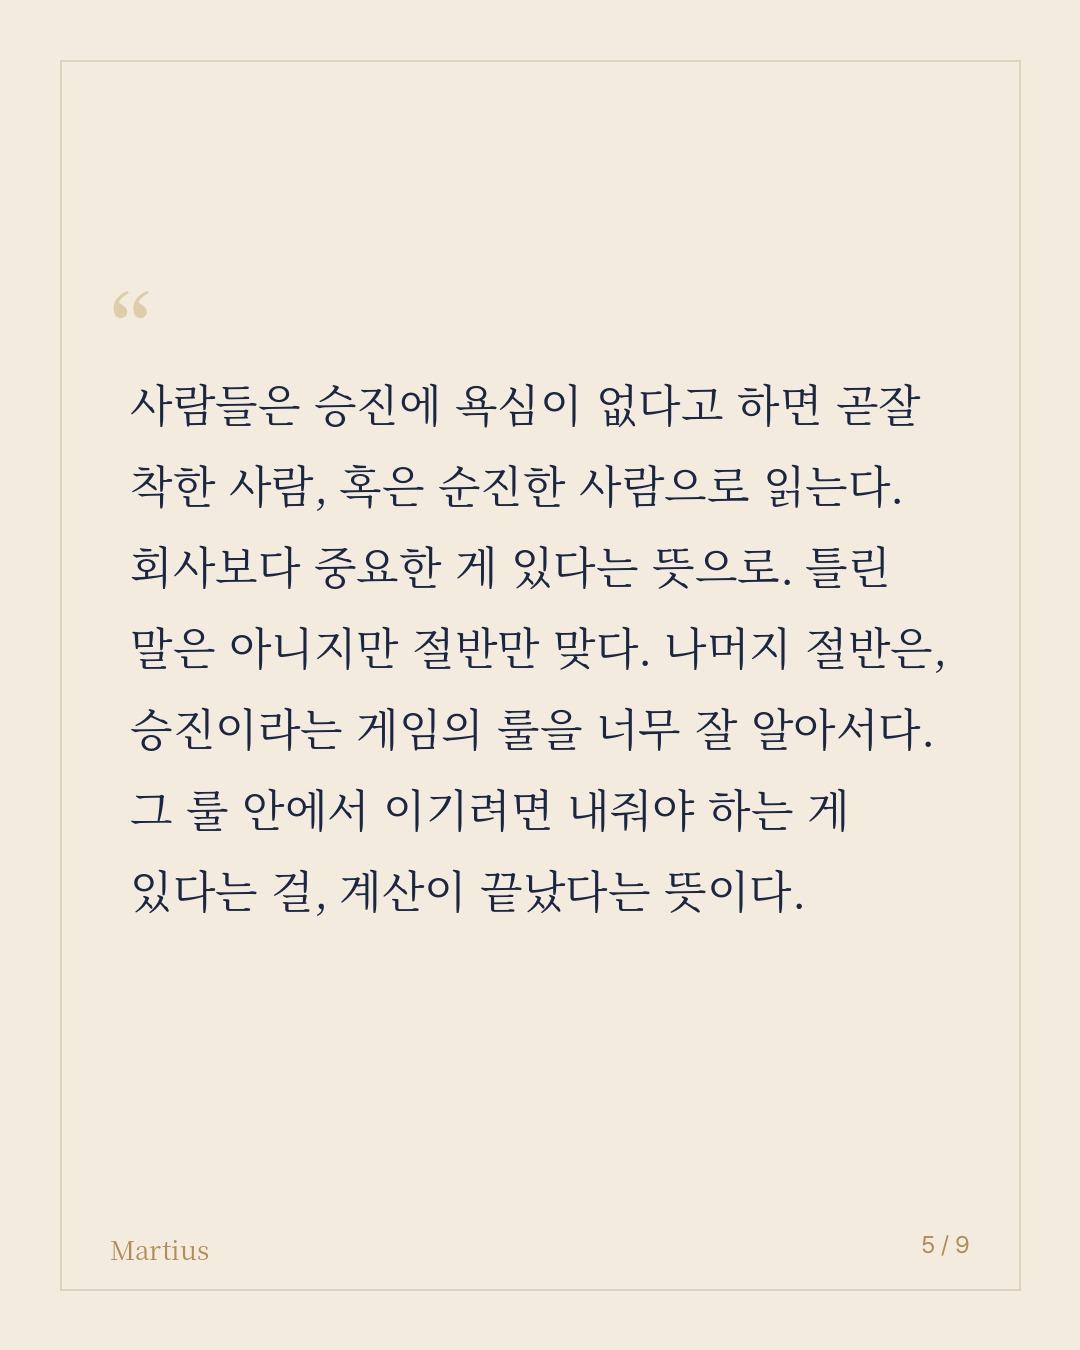 “
사람들은 승진에 욕심이 없다고 하면 곧잘
착한 사람, 혹은 순진한 사람으로 읽는다.
회사보다 중요한 게 있다는 뜻으로. 틀린
말은 아니지만 절반만 맞다. 나머지 절반은,
승진이라는 게임의 룰을 너무 잘 알아서다.
그 룰 안에서 이기려면 내줘야 하는 게
있다는 걸, 계산이 끝났다는 뜻이다.
Martius
5 / 9